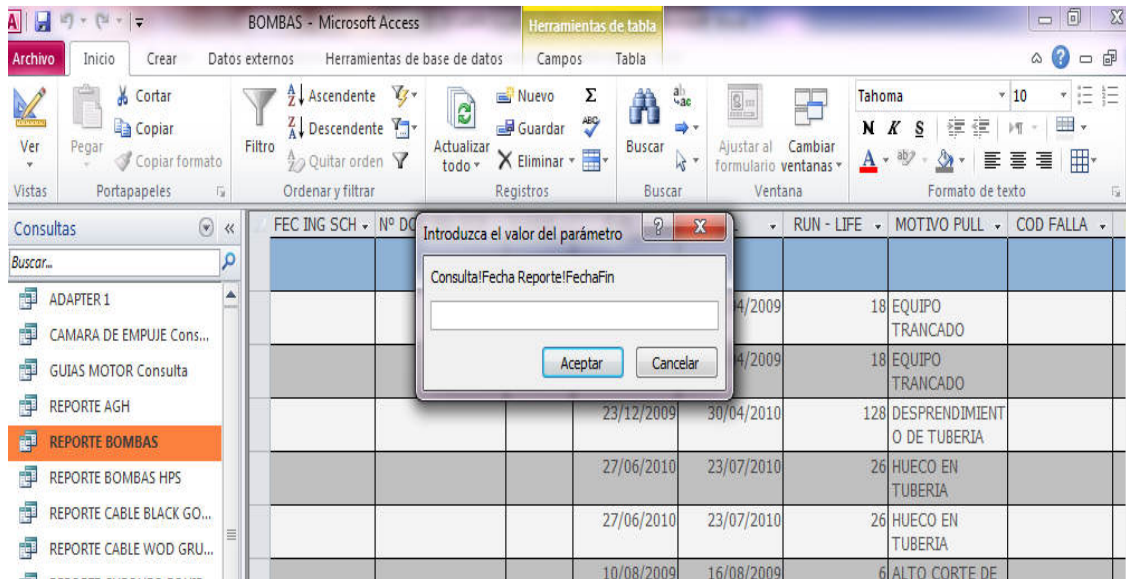 BOMBAS - Microsoft Access
Herramientas de tabla
Archivo Inicio Crear Datos externos Herramientas de base de datos Campos Tabla
Ver
Pegar
Cortar
Copiar
Copiar formato
Filtro
Ascendente
Descendente
Quitar orden
Actualizar todo
Nuevo
Guardar
Eliminar
Buscar
Ajustar al formulario
Cambiar ventanas
Tahoma 10
N K S
Vistas Portapapeles Ordenar y filtrar Registros Buscar Ventana Formato de texto
Consultas
Buscar...
ADAPTER 1
CAMARA DE EMPUJE Cons...
GUIAS MOTOR Consulta
REPORTE AGH
REPORTE BOMBAS
REPORTE BOMBAS HPS
REPORTE CABLE BLACK GO...
REPORTE CABLE WOD GRU...
FEC ING SCH Nº DO RUN - LIFE MOTIVO PULL COD FALLA
Introduzca el valor del parámetro
Consulta!Fecha Reporte!FechaFin
Aceptar Cancelar
4/2009 18 EQUIPO
TRANCADO
4/2009 18 EQUIPO
TRANCADO
23/12/2009 30/04/2010 128 DESPRENDIMIENT
O DE TUBERIA
27/06/2010 23/07/2010 26 HUECO EN
TUBERIA
27/06/2010 23/07/2010 26 HUECO EN
TUBERIA
10/08/2009 16/08/2009 6 ALTO CORTE DE